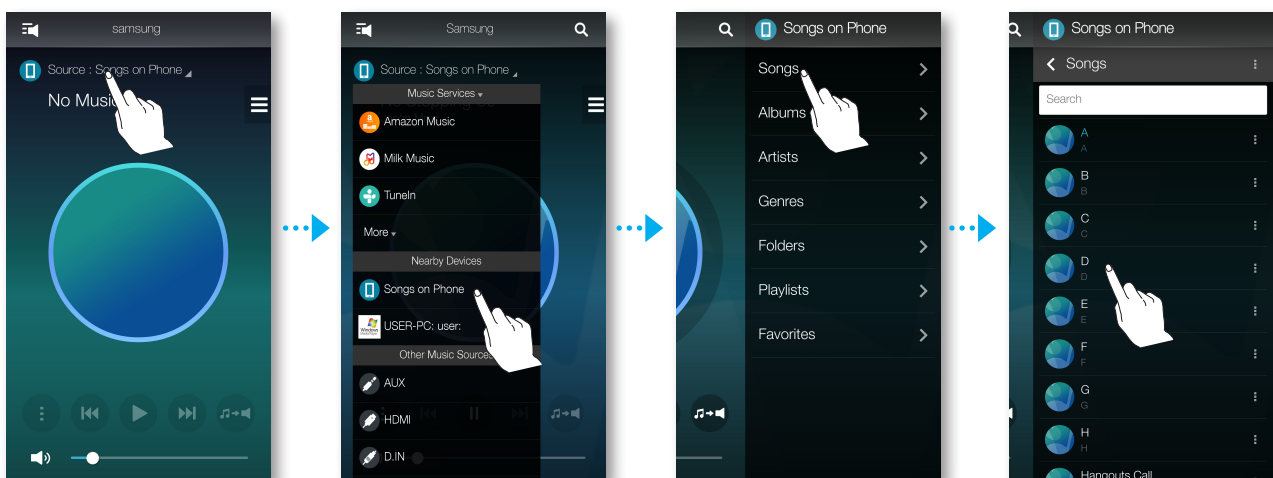 samsung
Source : Songs on Phone
No Music
Samsung
Source : Songs on Phone
Music Services
Amazon Music
Milk Music
TuneIn
More
Nearby Devices
Songs on Phone
USER-PC: user:
Other Music Sources
AUX
HDMI
D.IN
Songs on Phone
Songs
Albums
Artists
Genres
Folders
Playlists
Favorites
Songs on Phone
Songs
Search
A
A
B
B
C
C
D
D
E
E
F
F
G
G
H
H
Hangouts Call